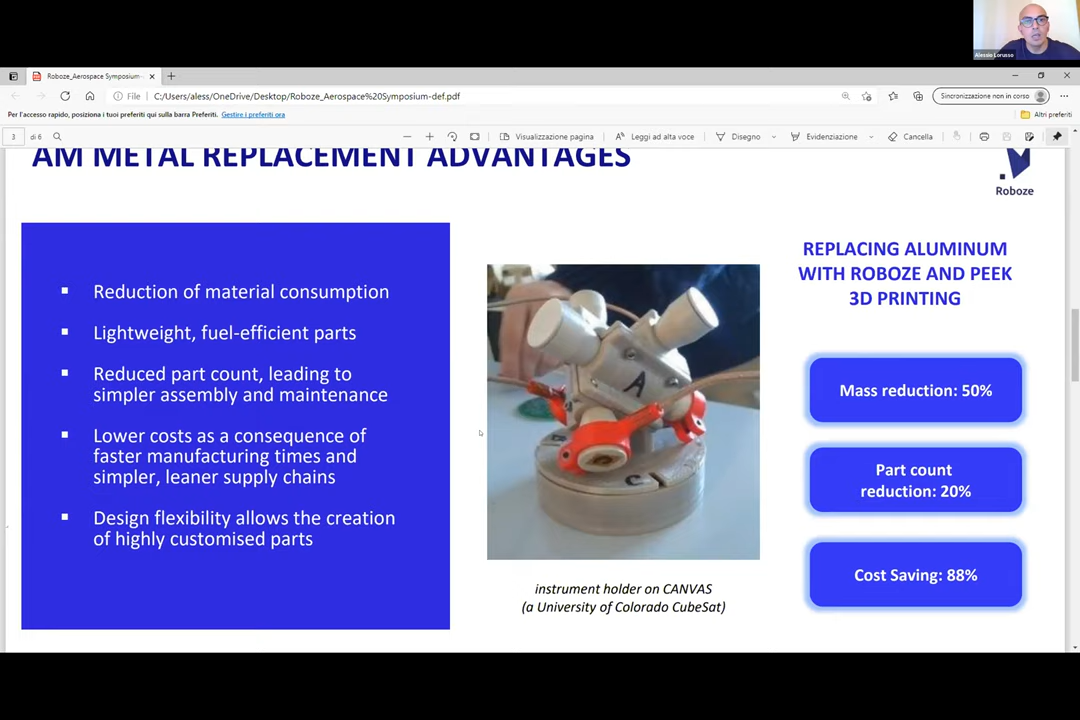 Alessio Lorusso
Roboze_Aerospace Symposium-
File
C:/Users/aless/OneDrive/Desktop/Roboze_Aerospace%20Symposium-def.pdf
Sincronizzazione non in corso
Per l'accesso rapido, posiziona i tuoi preferiti qui sulla barra Preferiti. Gestire i preferiti ora
Altri preferiti
3 di 6
Visualizzazione pagina
Leggi ad alta voce
Disegno
Evidenziazione
Cancella
AM METAL REPLACEMENT ADVANTAGES
Roboze
Reduction of material consumption
Lightweight, fuel-efficient parts
Reduced part count, leading to
simpler assembly and maintenance
Lower costs as a consequence of
faster manufacturing times and
simpler, leaner supply chains
Design flexibility allows the creation
of highly customised parts
A
C
instrument holder on CANVAS
(a University of Colorado CubeSat)
REPLACING ALUMINUM
WITH ROBOZE AND PEEK
3D PRINTING
Mass reduction: 50%
Part count
reduction: 20%
Cost Saving: 88%